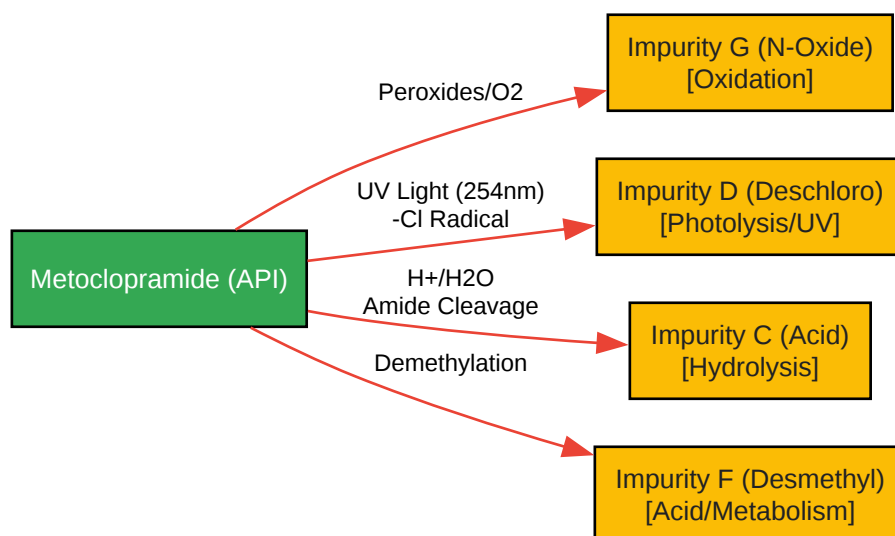 Impurity G (N-Oxide)
[Oxidation]
Peroxides/O2
Impurity D (Deschloro)
[Photolysis/UV]
UV Light (254nm)
-Cl Radical
Metoclopramide (API)
H+/H2O
Amide Cleavage
Impurity C (Acid)
[Hydrolysis]
Demethylation
Impurity F (Desmethyl)
[Acid/Metabolism]